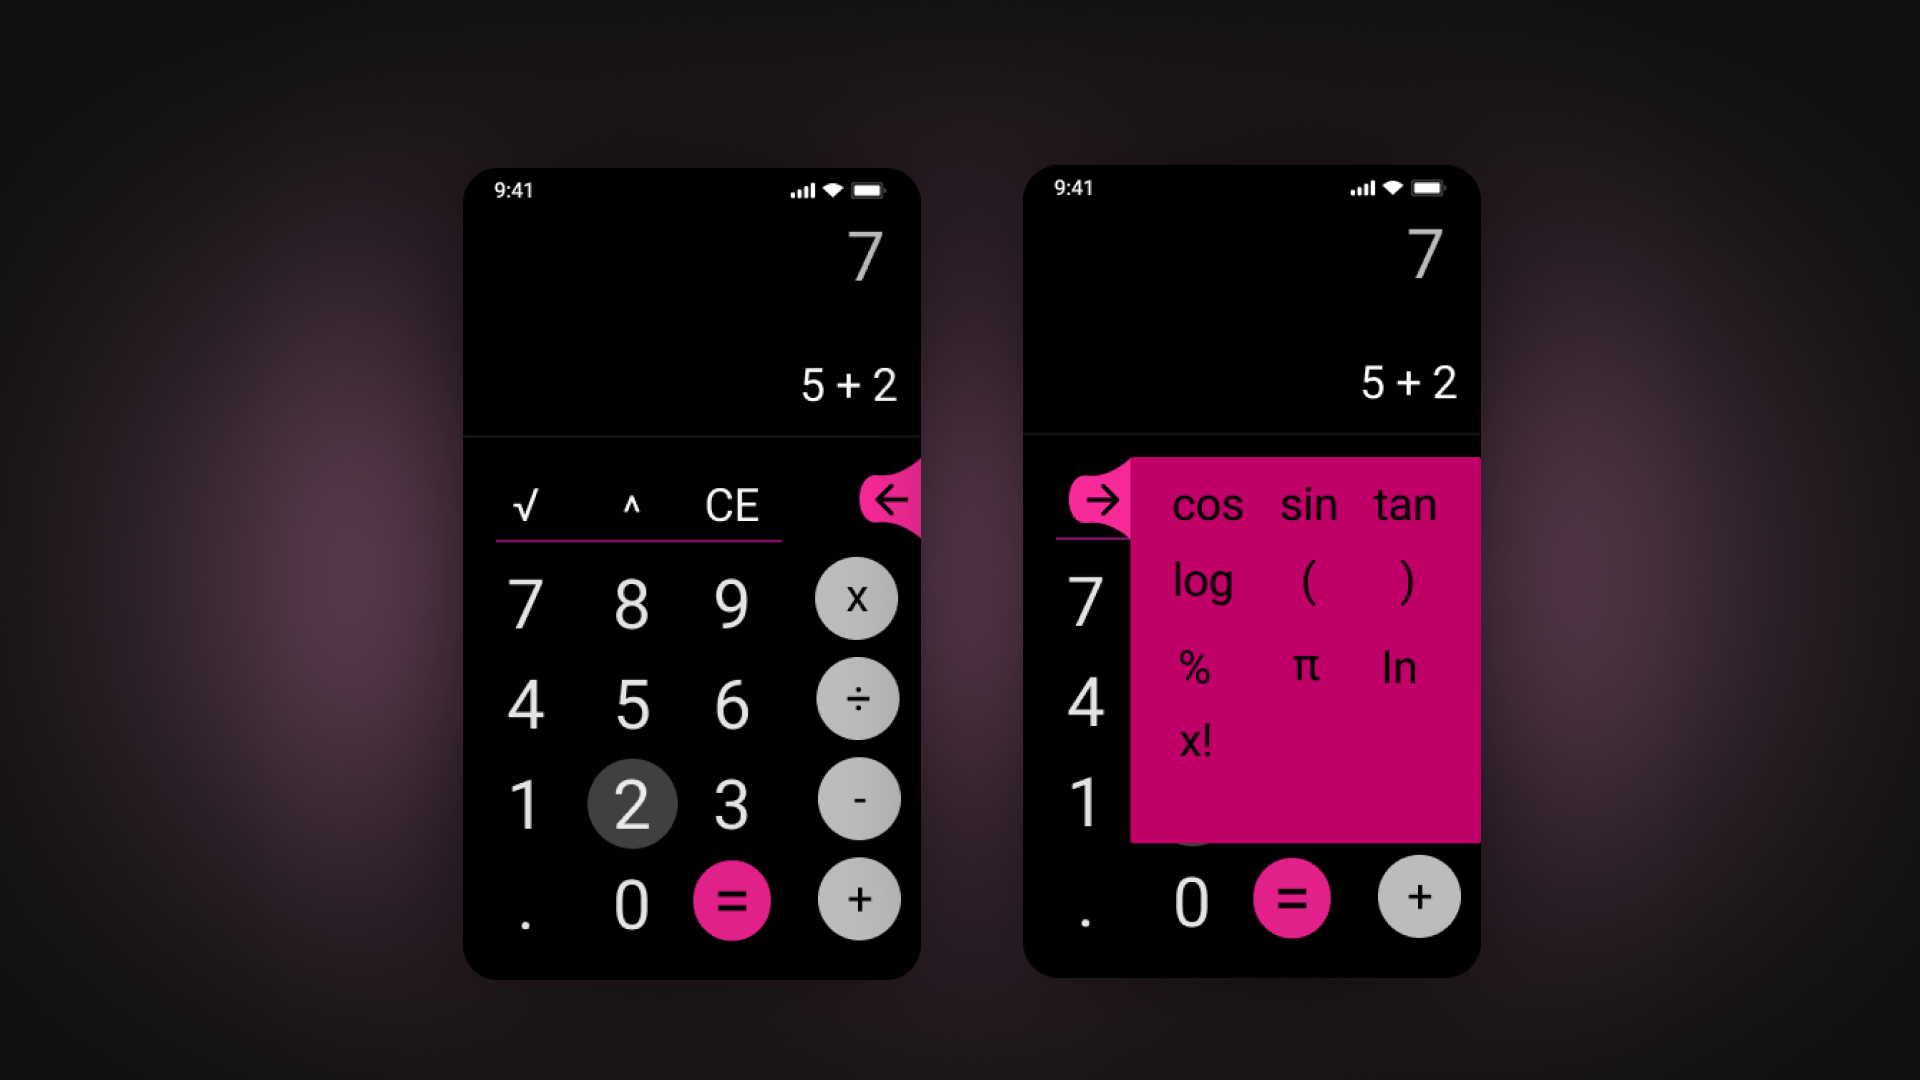 9:41
7
5 + 2
√ ^ CE
7 8 9 x
4 5 6 ÷
1 2 3 -
. 0 = +
9:41
7
5 + 2
cos sin tan
7 log ( )
4 % π ln
1 x!
. 0 = +